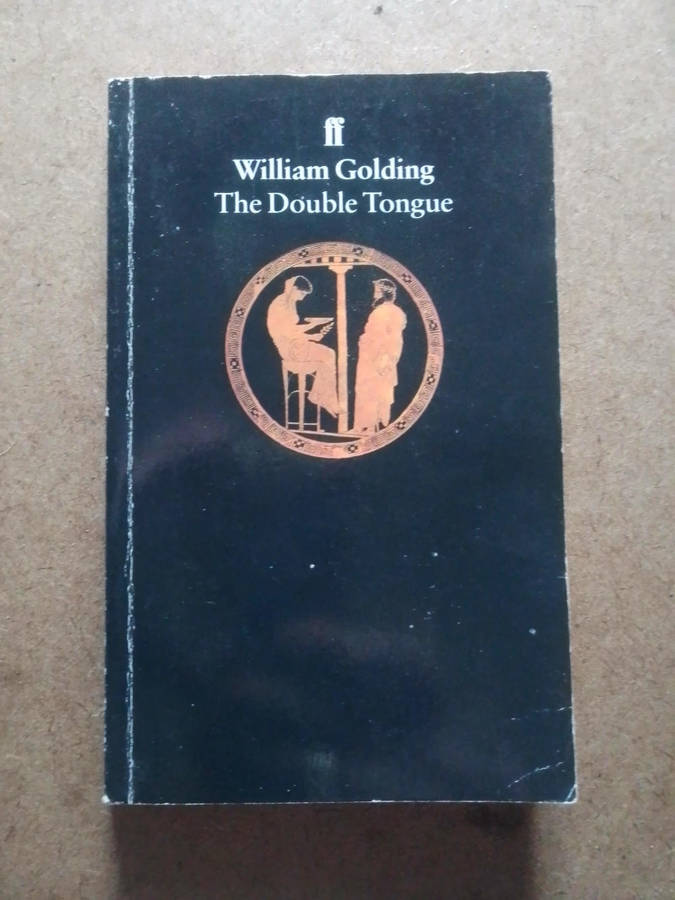 ff
William Golding
The Double Tongue